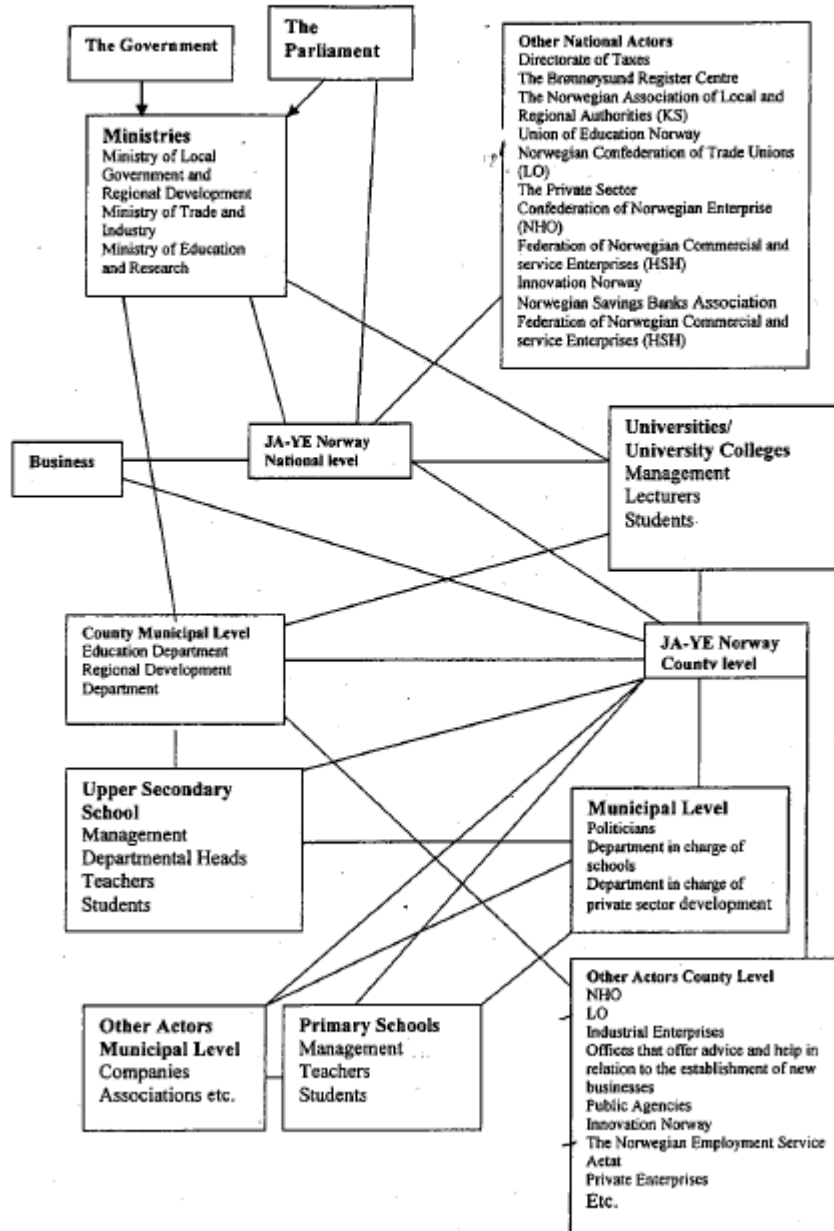 The Government
The
Parliament
Other National Actors
Directorate of Taxes
The Brønnøysund Register Centre
The Norwegian Association of Local and
Regional Authorities (KS)
Union of Education Norway
Norwegian Confederation of Trade Unions
(LO)
The Private Sector
Confederation of Norwegian Enterprise
(NHO)
Federation of Norwegian Commercial and
service Enterprises (HSH)
Innovation Norway
Norwegian Savings Banks Association
Federation of Norwegian Commercial and
service Enterprises (HSH)
Ministries
Ministry of Local
Government and
Regional Development
Ministry of Trade and
Industry
Ministry of Education
and Research
JA-YE Norway
National level
Business
Universities/
University Colleges
Management
Lecturers
Students
County Municipal Level
Education Department
Regional Development
Department
JA-YE Norway
County level
Upper Secondary
School
Management
Departmental Heads
Teachers
Students
Municipal Level
Politicians
Department in charge of
schools
Department in charge of
private sector development
Other Actors
Municipal Level
Companies
Associations etc.
Primary Schools
Management
Teachers
Students
Other Actors County Level
NHO
LO
Industrial Enterprises
Offices that offer advice and help in
relation to the establishment of new
businesses
Public Agencies
Innovation Norway
The Norwegian Employment Service
Aetat
Private Enterprises
Etc.